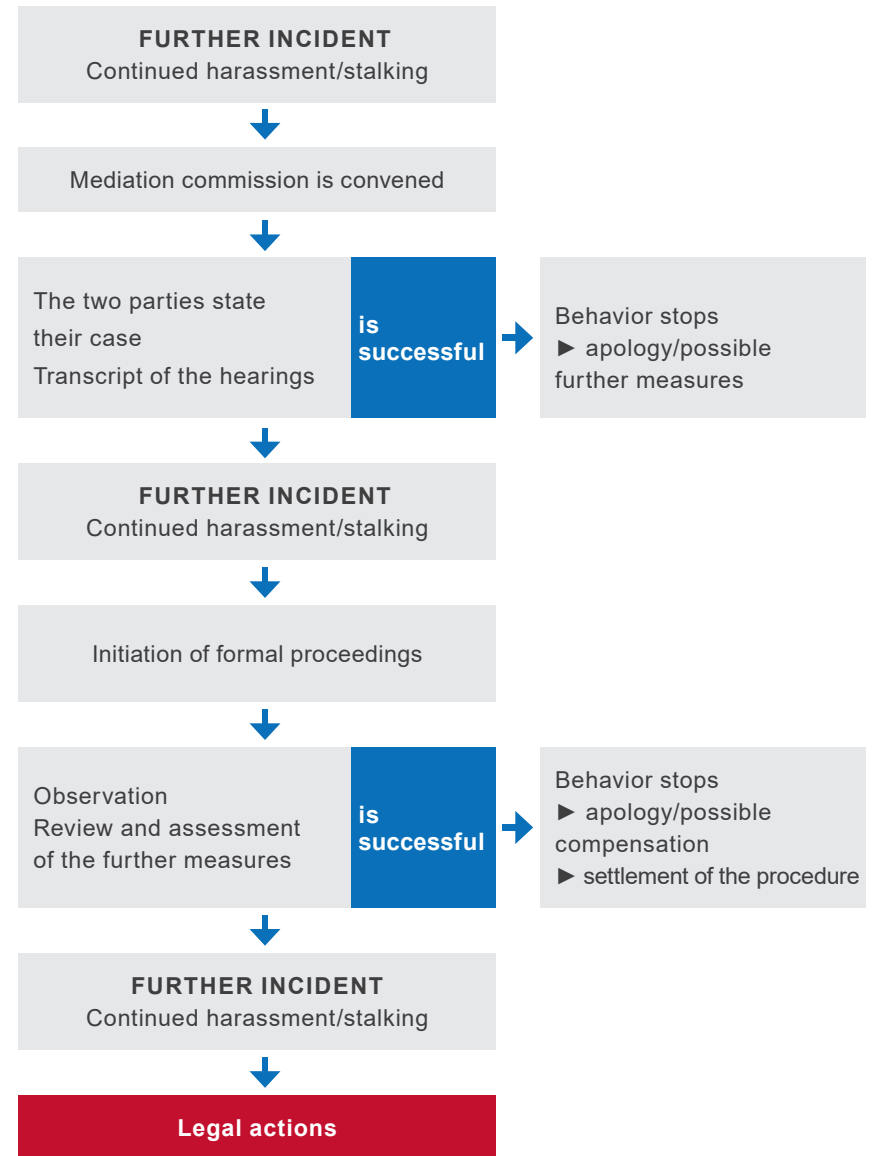 FURTHER INCIDENT
Continued harassment/stalking
Mediation commission is convened
The two parties state
their case
Transcript of the hearings
is
successful
Behavior stops
► apology/possible
further measures
FURTHER INCIDENT
Continued harassment/stalking
Initiation of formal proceedings
Observation
Review and assessment
of the further measures
is
successful
Behavior stops
► apology/possible
compensation
► settlement of the procedure
FURTHER INCIDENT
Continued harassment/stalking
Legal actions